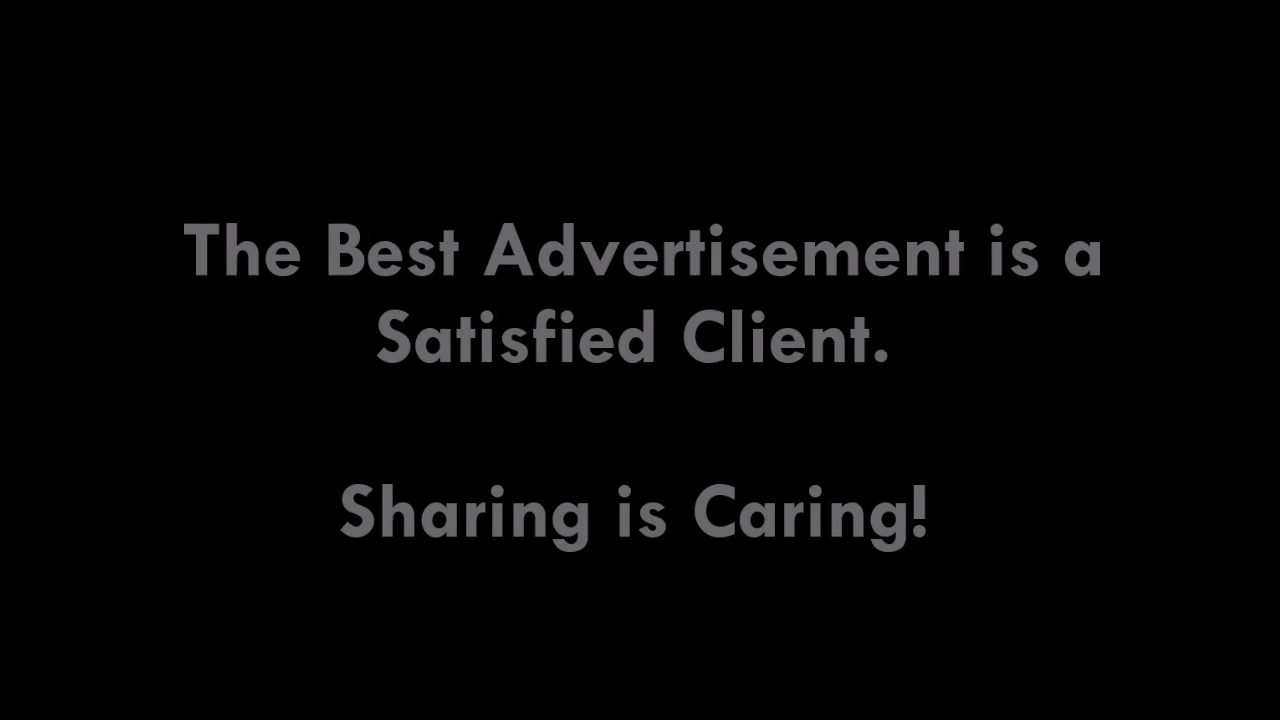 The Best Advertisement is a
Satisfied Client.
Sharing is Caring!